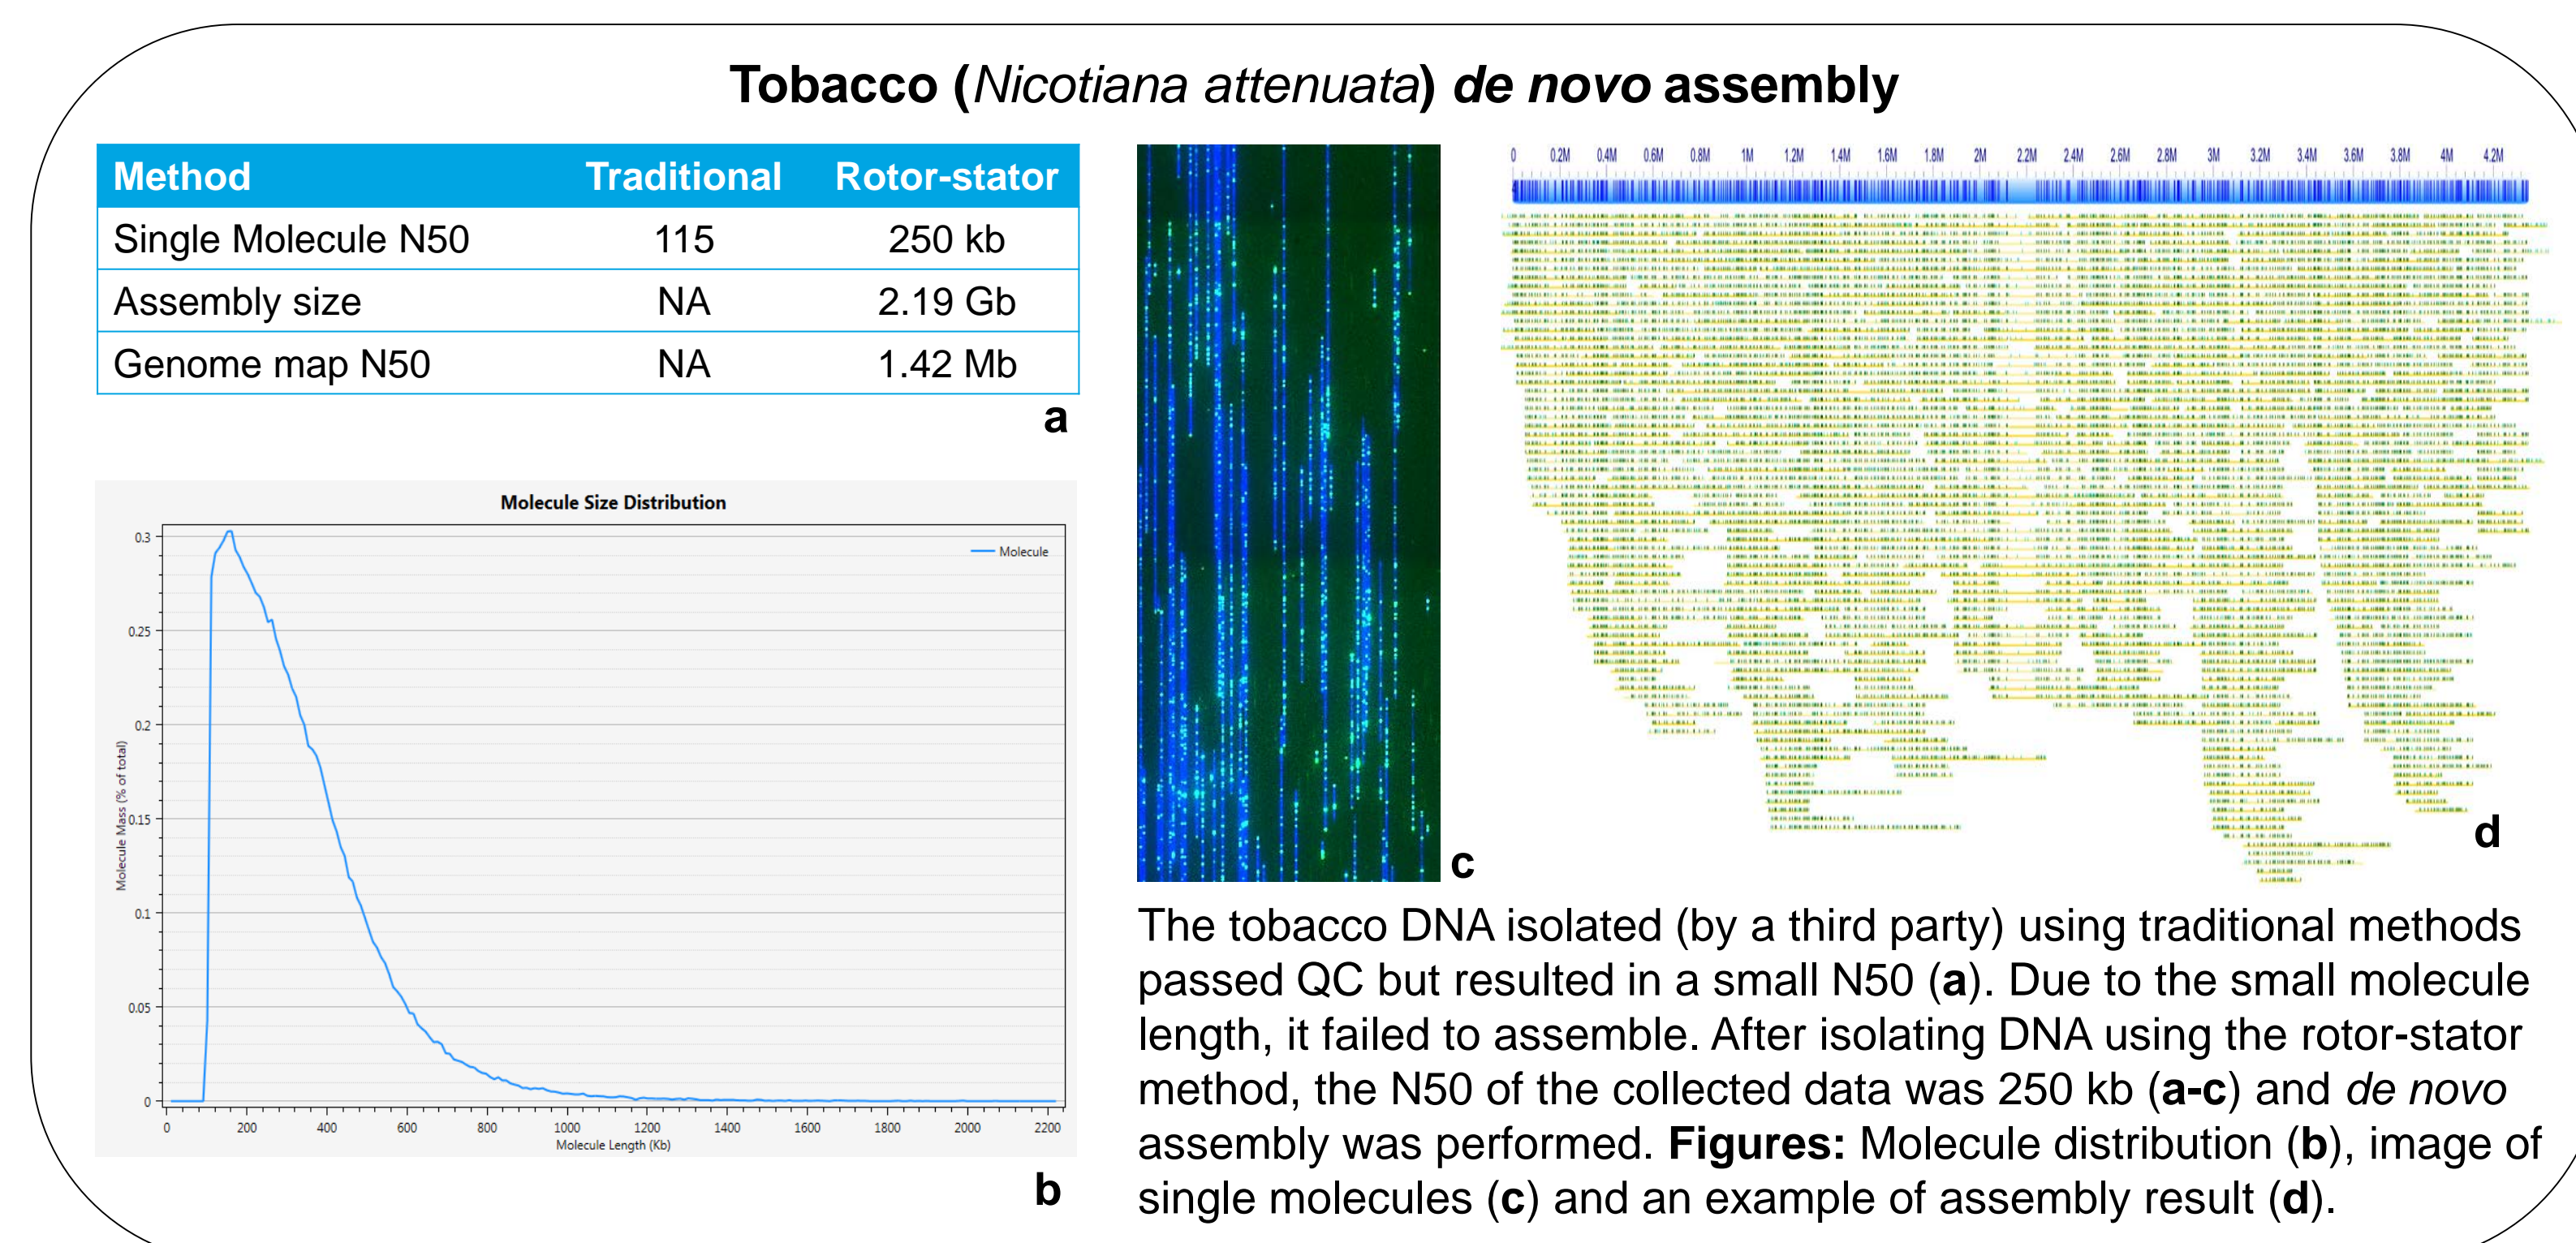 Tobacco (Nicotiana attenuata) de novo assembly
Method Traditional Rotor-stator
Single Molecule N50 115 250 kb
Assembly size NA 2.19 Gb
Genome map N50 NA 1.42 Mb
a
Molecule Size Distribution
Molecule
Molecule Mass (% of total)
0.3
0.25
0.2
0.15
0.1
0.05
0
0 200 400 600 800 1000 1200 1400 1600 1800 2000 2200
Molecule Length (Kb)
b
c
0 0.2M 0.4M 0.6M 0.8M 1M 1.2M 1.4M 1.6M 1.8M 2M 2.2M 2.4M 2.6M 2.8M 3M 3.2M 3.4M 3.6M 3.8M 4M 4.2M
d
The tobacco DNA isolated (by a third party) using traditional methods
passed QC but resulted in a small N50 (a). Due to the small molecule
length, it failed to assemble. After isolating DNA using the rotor-stator
method, the N50 of the collected data was 250 kb (a-c) and de novo
assembly was performed. Figures: Molecule distribution (b), image of
single molecules (c) and an example of assembly result (d).